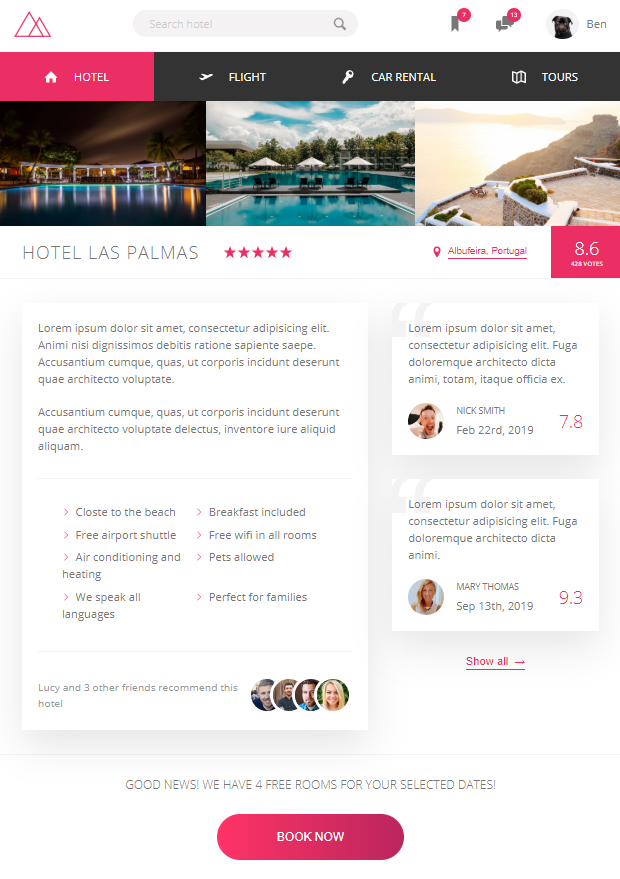 Search hotel
7
13
Ben
HOTEL
FLIGHT
CAR RENTAL
TOURS
HOTEL LAS PALMAS
Albufeira, Portugal
8.6
428 VOTES
Lorem ipsum dolor sit amet, consectetur adipisicing elit.
Animi nisi dignissimos debitis ratione sapiente saepe.
Accusantium cumque, quas, ut corporis incidunt deserunt
quae architecto voluptate.
Accusantium cumque, quas, ut corporis incidunt deserunt
quae architecto voluptate delectus, inventore iure aliquid
aliquam.
Closte to the beach
Breakfast included
Free airport shuttle
Free wifi in all rooms
Air conditioning and
heating
Pets allowed
We speak all
languages
Perfect for families
Lucy and 3 other friends recommend this
hotel
“
Lorem ipsum dolor sit amet,
consectetur adipisicing elit. Fuga
doloremque architecto dicta
animi, totam, itaque officia ex.
NICK SMITH
Feb 22rd, 2019
7.8
“
Lorem ipsum dolor sit amet,
consectetur adipisicing elit. Fuga
doloremque architecto dicta
animi.
MARY THOMAS
Sep 13th, 2019
9.3
Show all →
GOOD NEWS! WE HAVE 4 FREE ROOMS FOR YOUR SELECTED DATES!
BOOK NOW